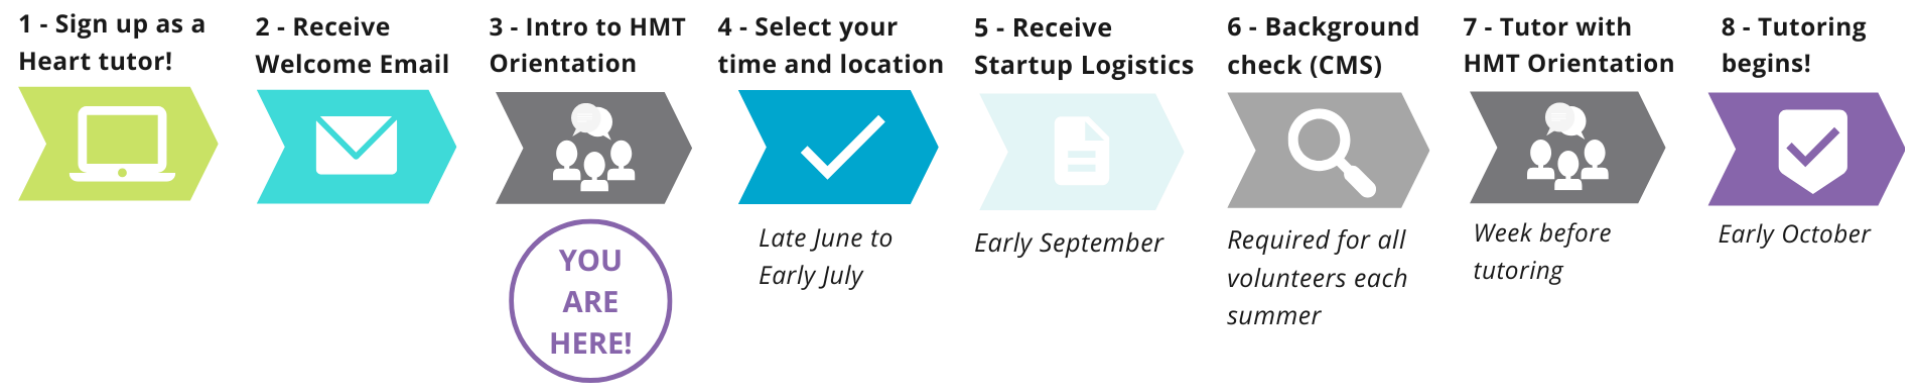 1 - Sign up as a
Heart tutor!
2 - Receive
Welcome Email
3 - Intro to HMT
Orientation
YOU
ARE
HERE!
4 - Select your
time and location
Late June to
Early July
5 - Receive
Startup Logistics
Early September
6 - Background
check (CMS)
Required for all
volunteers each
summer
7 - Tutor with
HMT Orientation
Week before
tutoring
8 - Tutoring
begins!
Early October